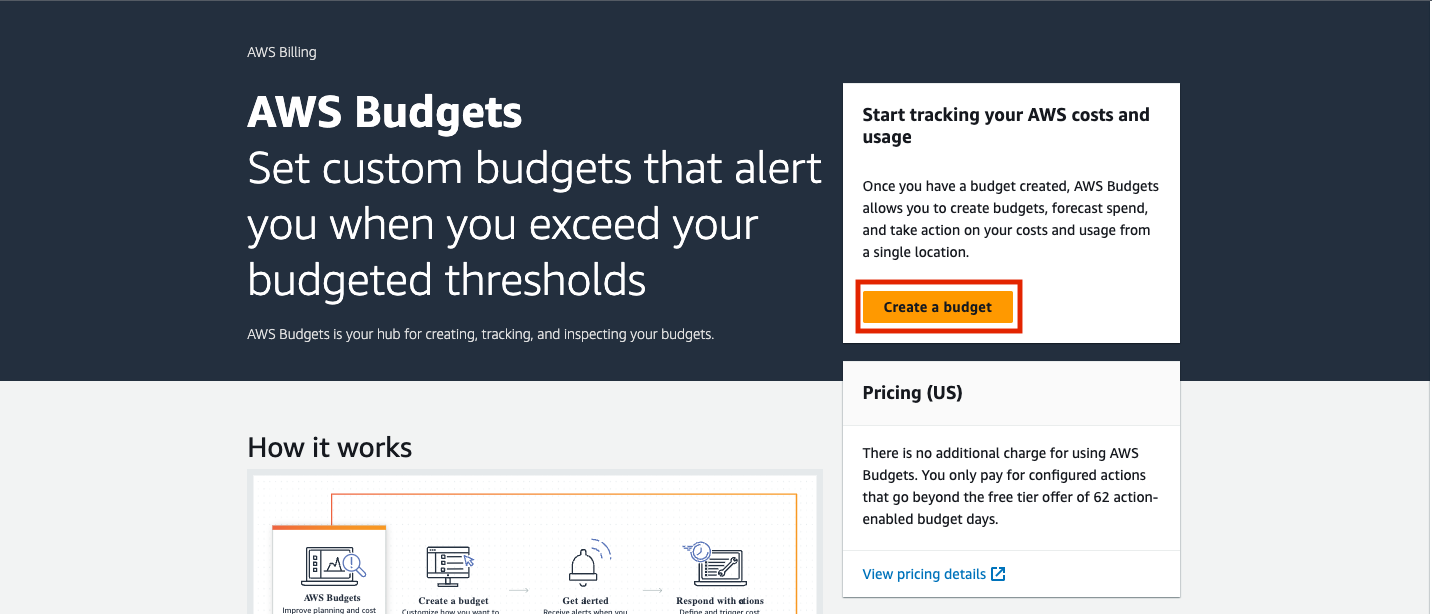 AWS Billing
AWS Budgets
Set custom budgets that alert
you when you exceed your
budgeted thresholds
AWS Budgets is your hub for creating, tracking, and inspecting your budgets.
Start tracking your AWS costs and
usage
Once you have a budget created, AWS Budgets
allows you to create budgets, forecast spend,
and take action on your costs and usage from
a single location.
Create a budget
Pricing (US)
There is no additional charge for using AWS
Budgets. You only pay for configured actions
that go beyond the free tier offer of 62 action-
enabled budget days.
View pricing details
How it works
AWS Budgets
Improve planning and cost
Create a budget
Customize how you want to
Get alerted
Receive alerts when you
Respond with actions
Define and trigger cost